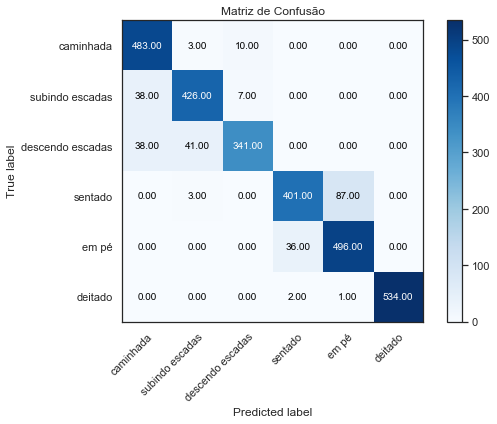 Matriz de Confusão
True label
caminhada 483.00 3.00 10.00 0.00 0.00 0.00
subindo escadas 38.00 426.00 7.00 0.00 0.00 0.00
descendo escadas 38.00 41.00 341.00 0.00 0.00 0.00
sentado 0.00 3.00 0.00 401.00 87.00 0.00
em pé 0.00 0.00 0.00 36.00 496.00 0.00
deitado 0.00 0.00 0.00 2.00 1.00 534.00
caminhada subindo escadas descendo escadas sentado em pé deitado
Predicted label
500
400
300
200
100
0